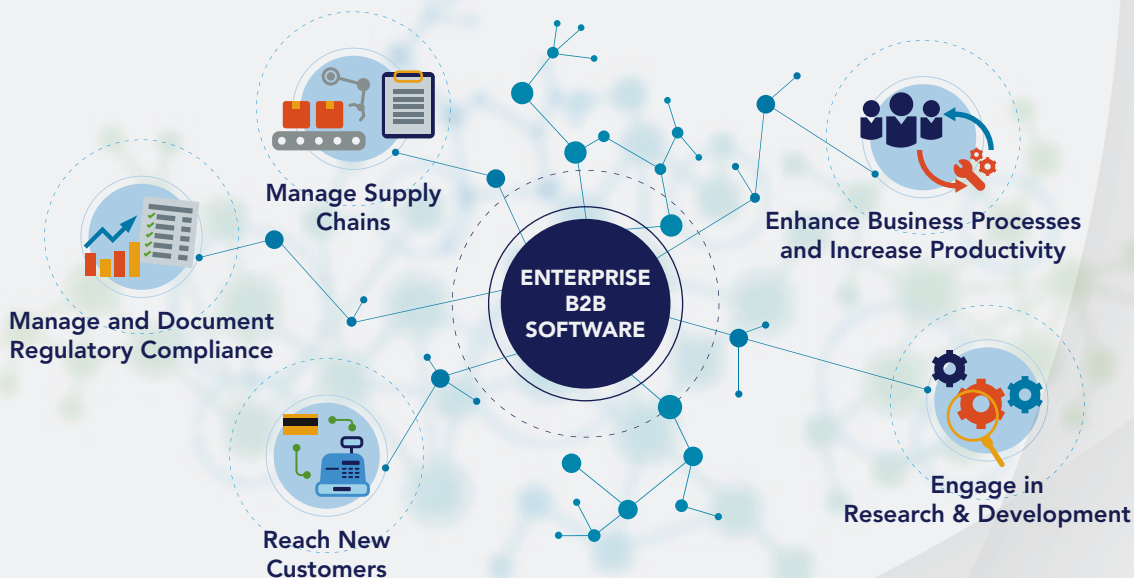 Manage Supply
Chains
Enhance Business Processes
and Increase Productivity
ENTERPRISE
B2B
SOFTWARE
Manage and Document
Regulatory Compliance
Engage in
Research & Development
Reach New
Customers